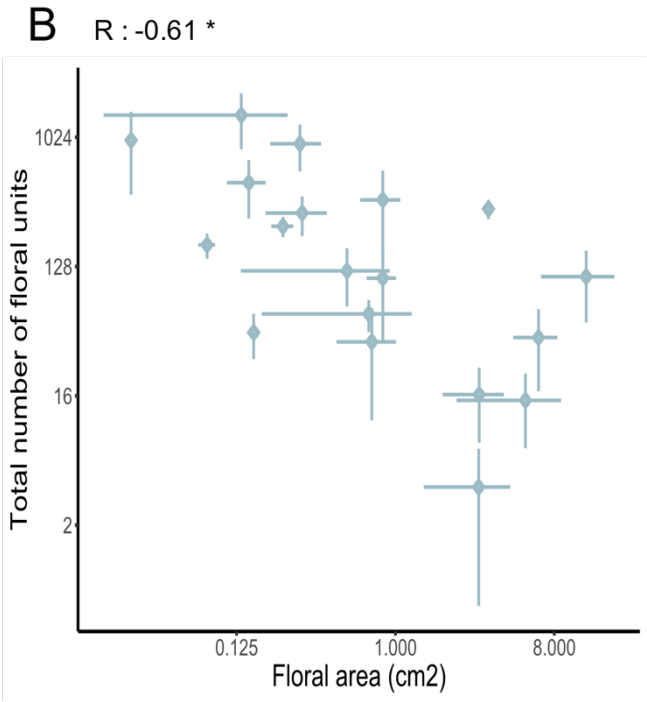 B R : -0.61 *
Total number of floral units
1024
128
16
2
0.125 1.000 8.000
Floral area (cm2)